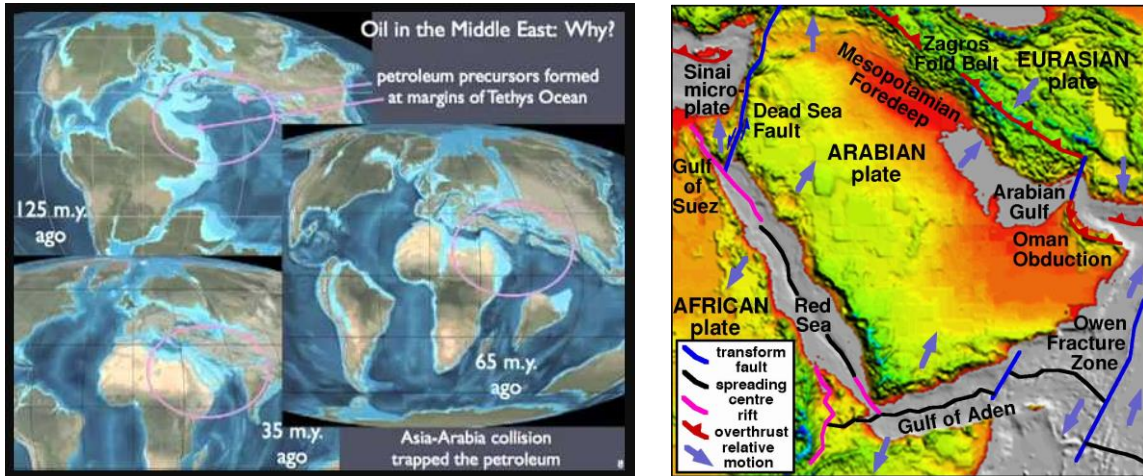 Oil in the Middle East: Why?
petroleum precursors formed
at margins of Tethys Ocean
125 m.y.
ago
65 m.y.
ago
35 m.y.
ago
Asia-Arabia collision
trapped the petroleum
Sinai
micro
plate
Zagros
Fold Belt
EURASIAN
plate
Mesopotamian
Foredeep
Dead Sea
Fault
Gulf
of
Suez
ARABIAN
plate
Arabian
Gulf
Oman
Obduction
AFRICAN
plate
Red
Sea
Owen
Fracture
Zone
Gulf of Aden
transform
fault
spreading
centre
rift
overthrust
relative
motion